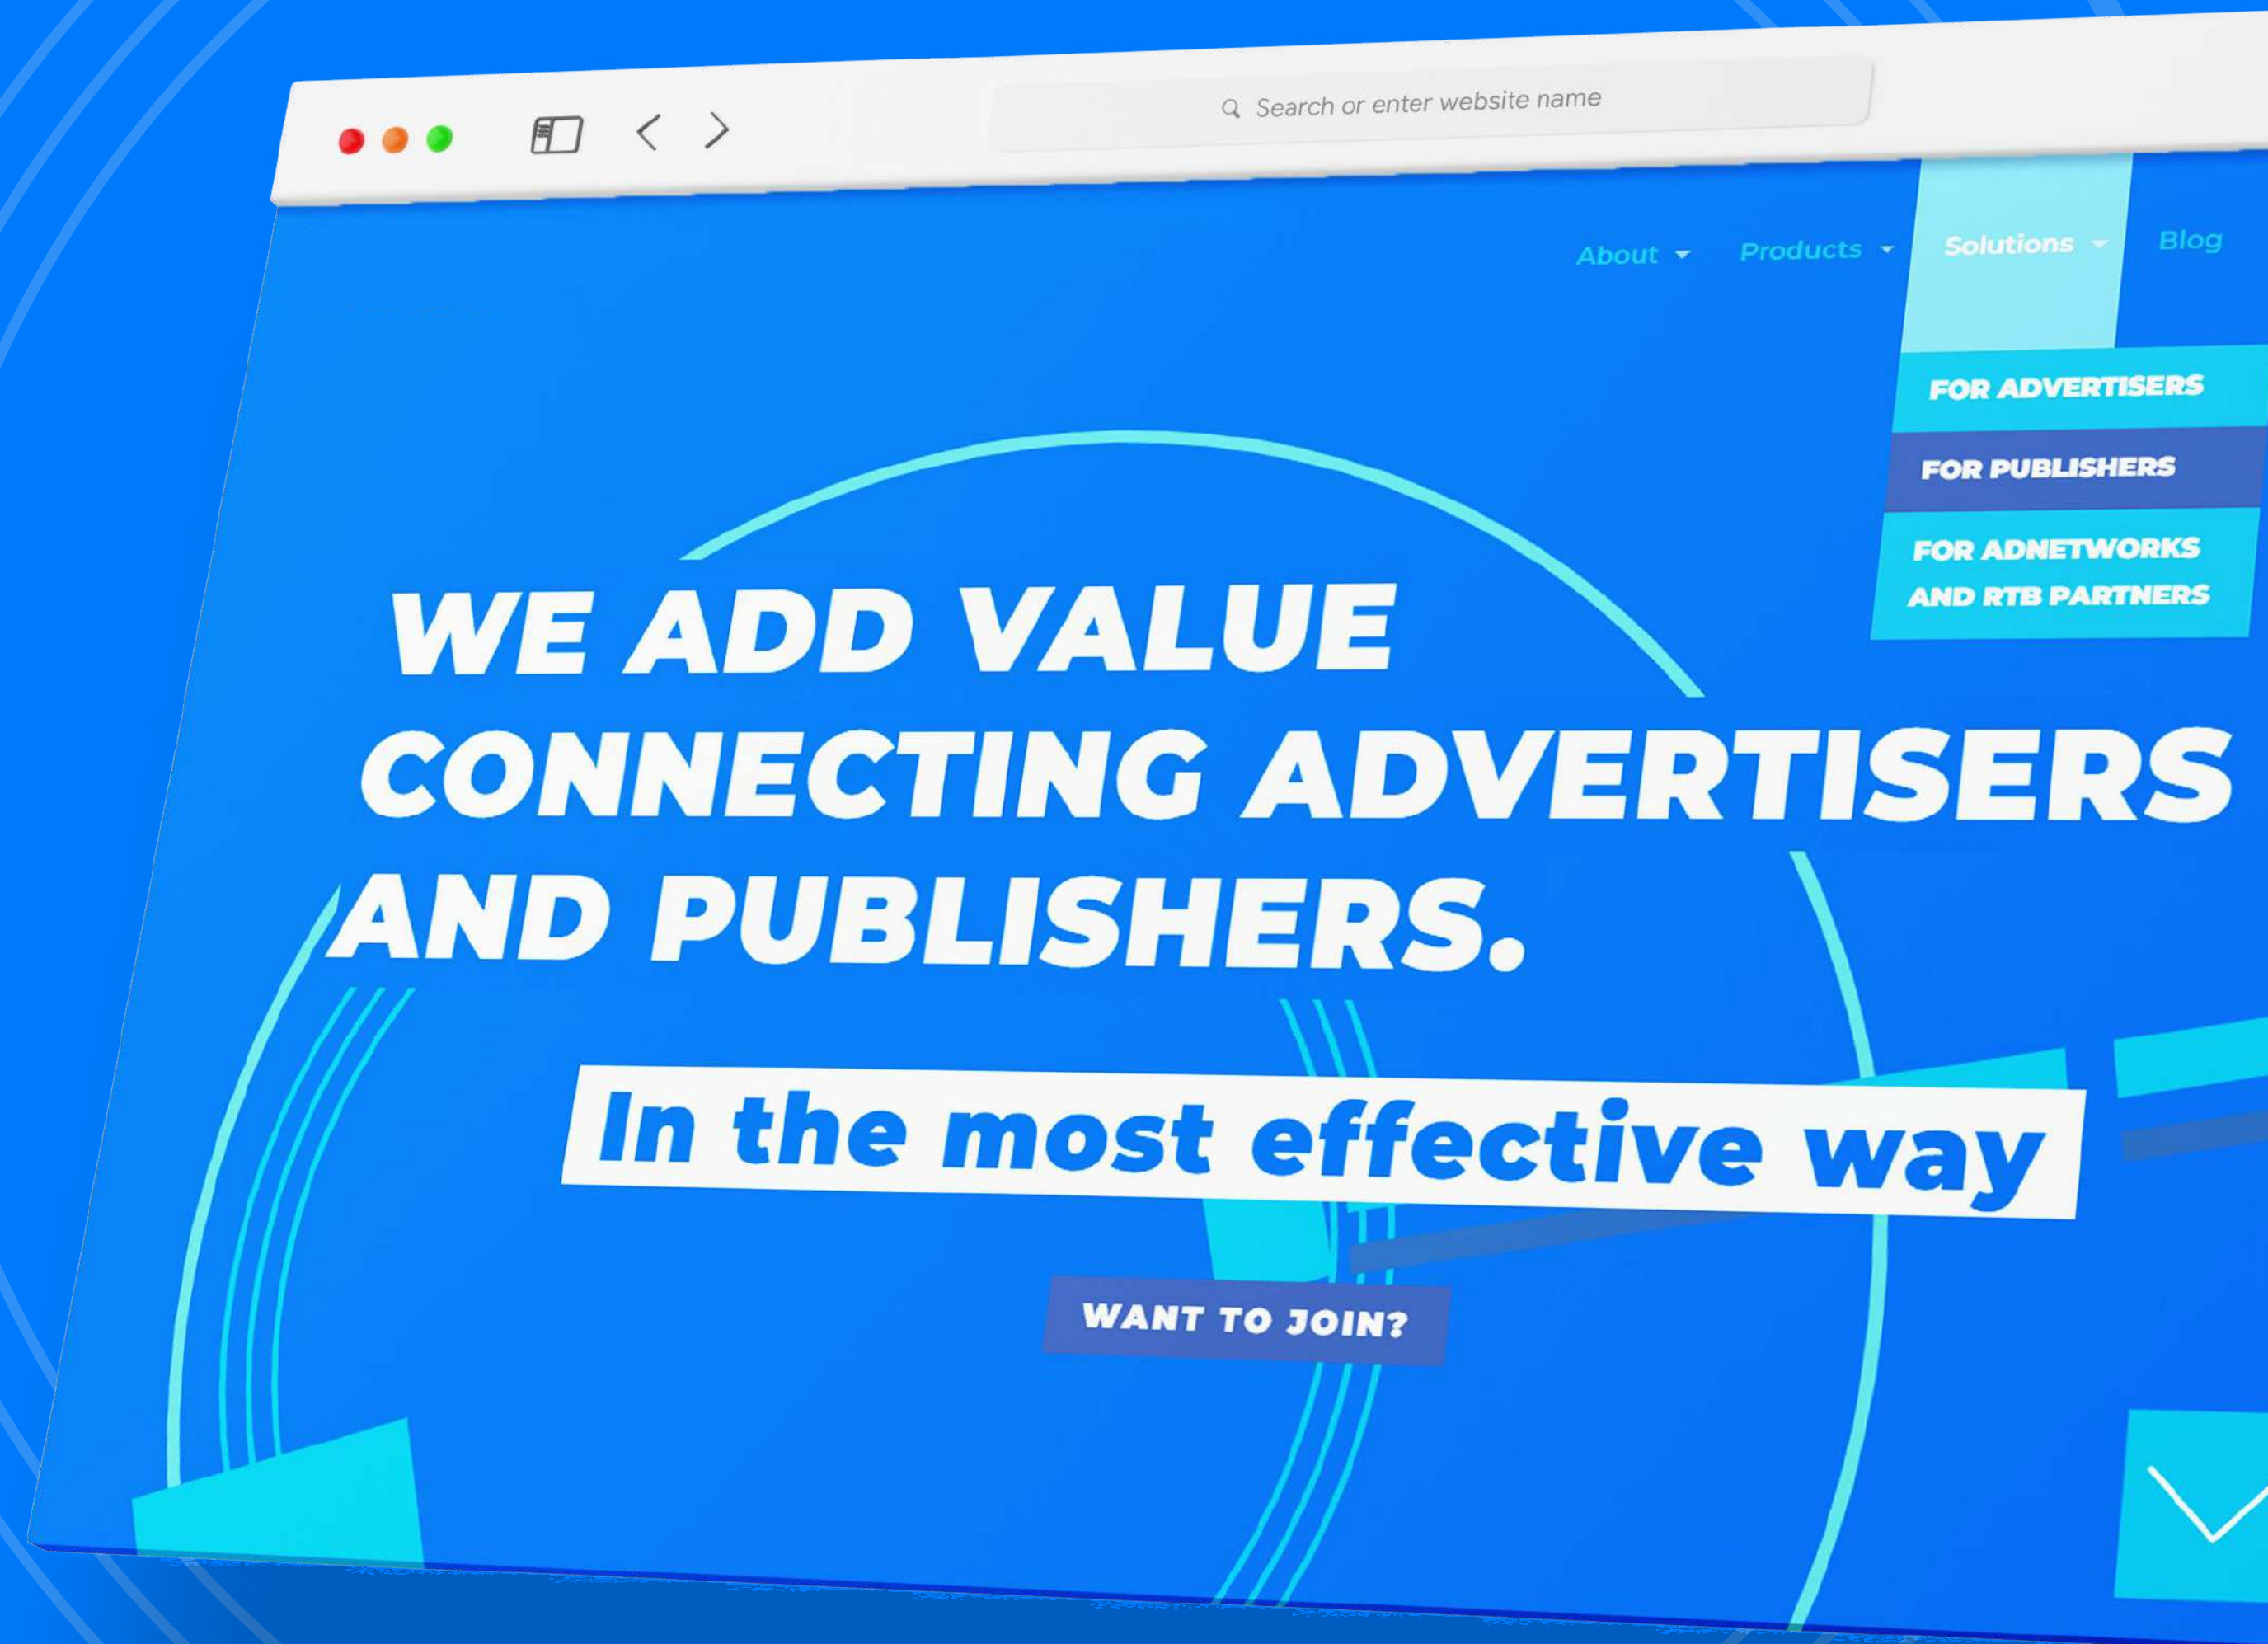 Search or enter website name
About
Products
Solutions
Blog
FOR ADVERTISERS
FOR PUBLISHERS
FOR ADNETWORKS
AND RTB PARTNERS
WE ADD VALUE
CONNECTING ADVERTISERS
AND PUBLISHERS.
In the most effective way
WANT TO JOIN?